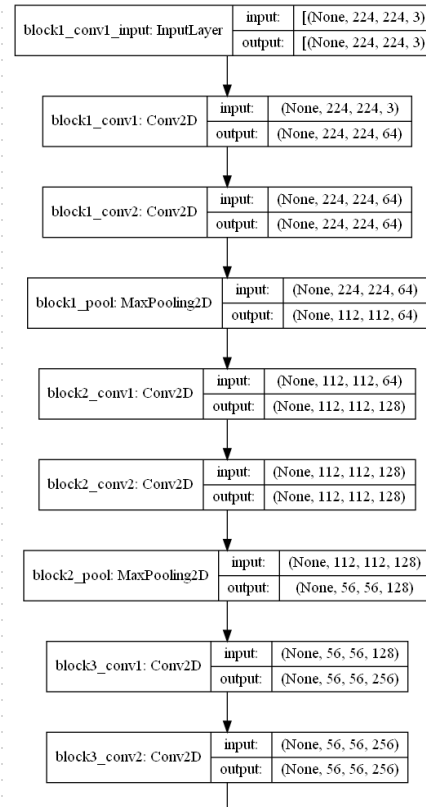 block1_conv1_input: InputLayer
input: [(None, 224, 224, 3)
output: [(None, 224, 224, 3)
block1_conv1: Conv2D
input: (None, 224, 224, 3)
output: (None, 224, 224, 64)
block1_conv2: Conv2D
input: (None, 224, 224, 64)
output: (None, 224, 224, 64)
block1_pool: MaxPooling2D
input: (None, 224, 224, 64)
output: (None, 112, 112, 64)
block2_conv1: Conv2D
input: (None, 112, 112, 64)
output: (None, 112, 112, 128)
block2_conv2: Conv2D
input: (None, 112, 112, 128)
output: (None, 112, 112, 128)
block2_pool: MaxPooling2D
input: (None, 112, 112, 128)
output: (None, 56, 56, 128)
block3_conv1: Conv2D
input: (None, 56, 56, 128)
output: (None, 56, 56, 256)
block3_conv2: Conv2D
input: (None, 56, 56, 256)
output: (None, 56, 56, 256)